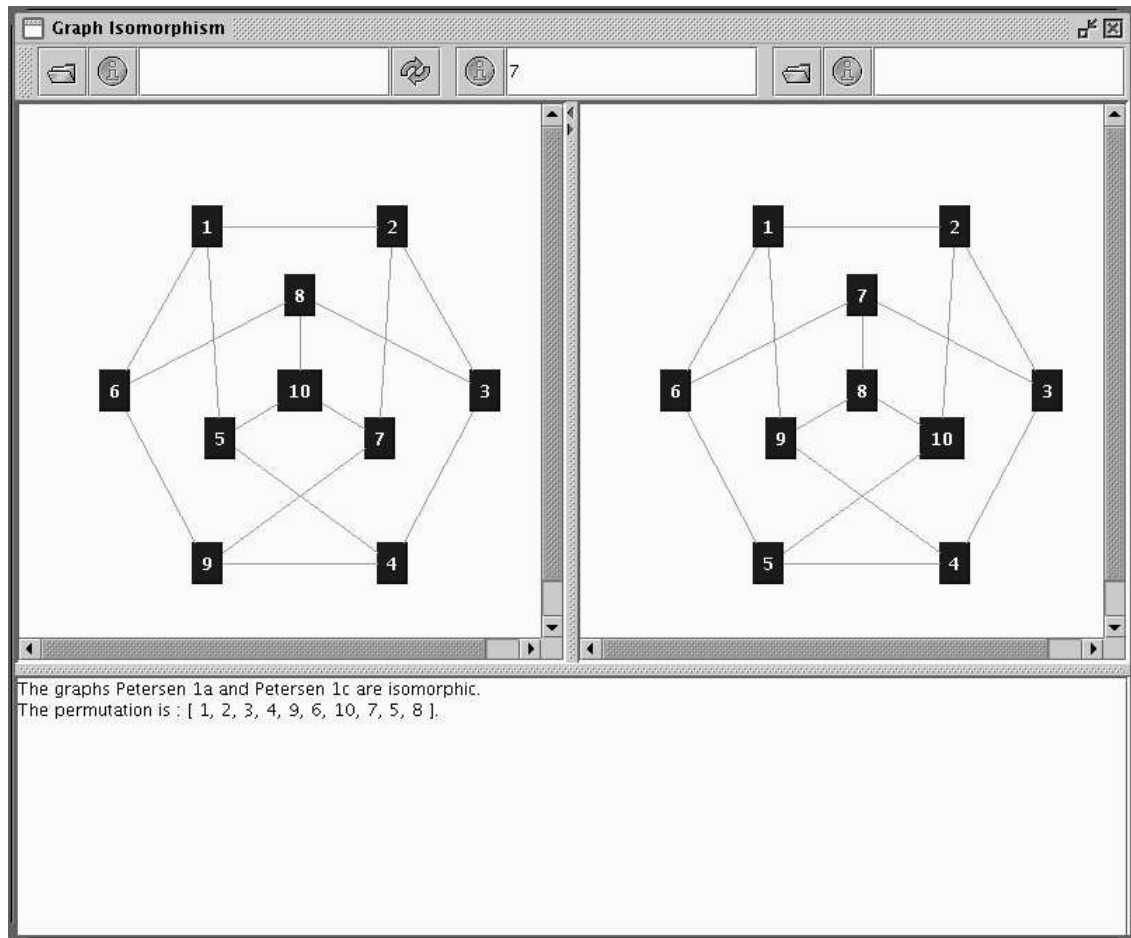 Graph Isomorphism
7
1 2
8
6 10 3
5 7
9 4
1 2
7
6 8 3
9 10
5 4
The graphs Petersen 1a and Petersen 1c are isomorphic.
The permutation is : [ 1, 2, 3, 4, 9, 6, 10, 7, 5, 8 ].